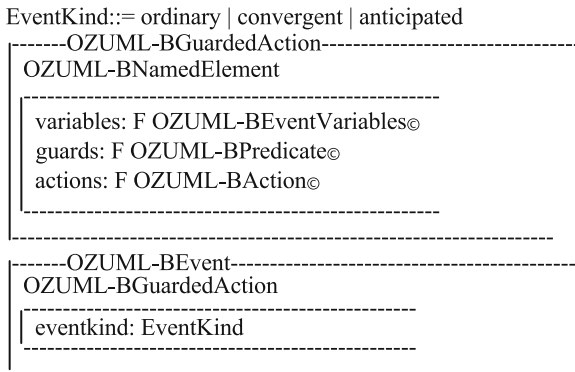 EventKind::= ordinary | convergent | anticipated
OZUML-BGuardedAction
OZUML-BNamedElement
variables: F OZUML-BEventVariables©
guards: F OZUML-BPredicate©
actions: F OZUML-BAction©
OZUML-BEvent
OZUML-BGuardedAction
eventkind: EventKind